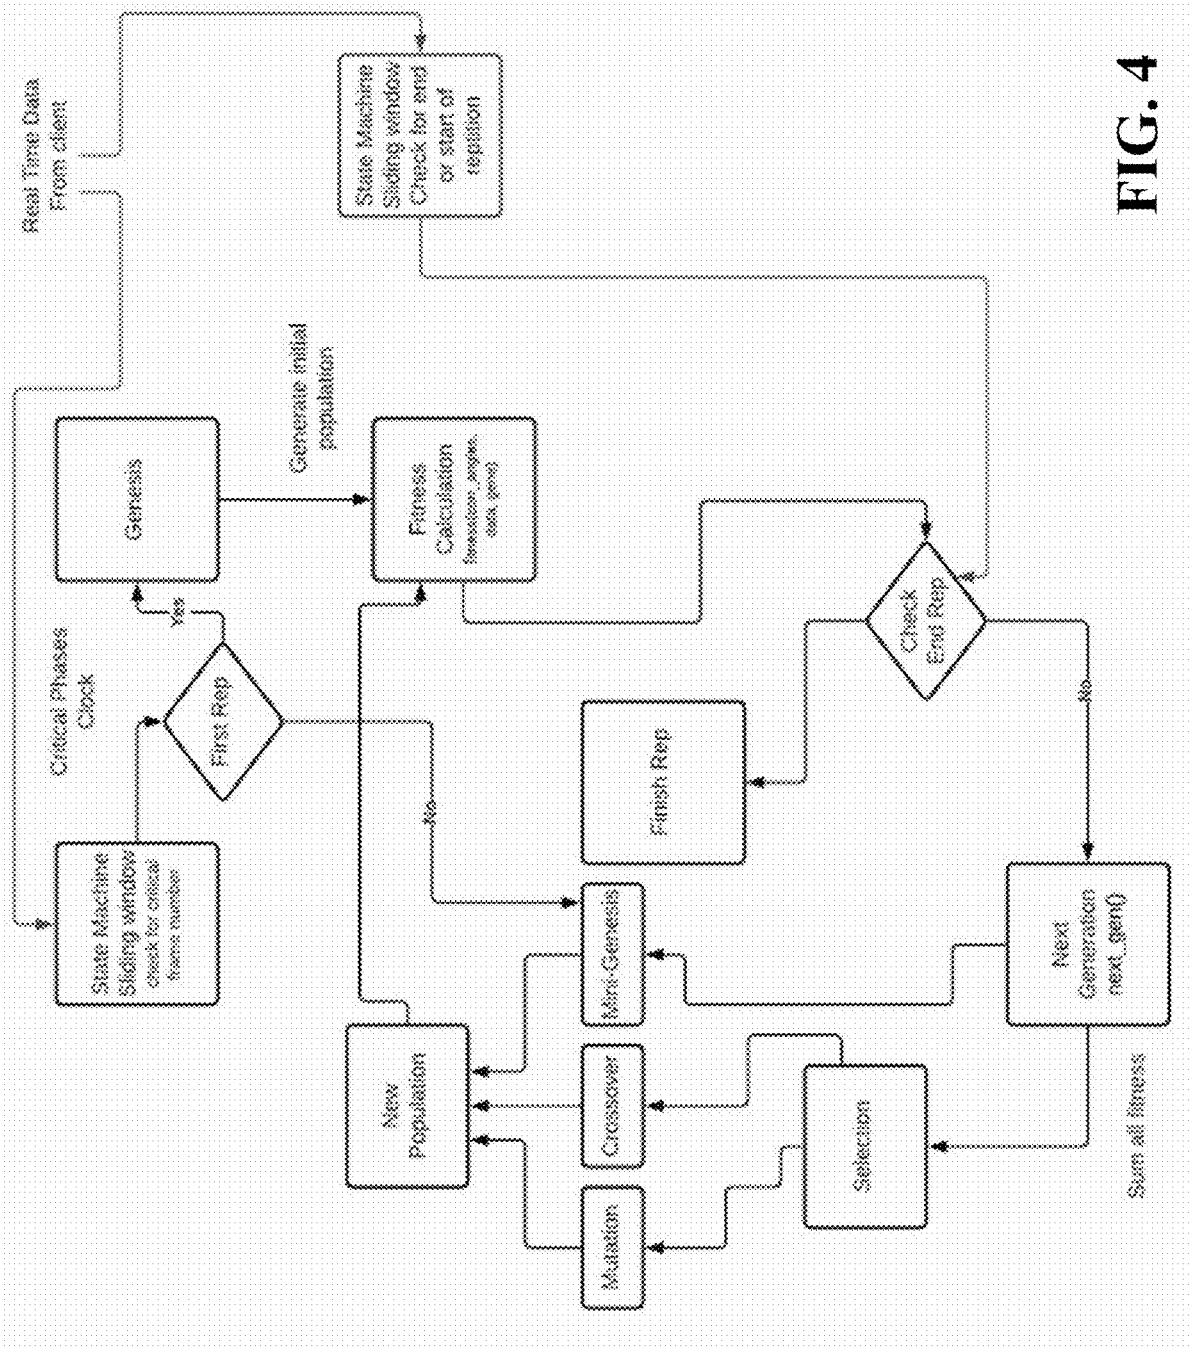 Real Time Data
From client
State Machine
Sliding window
Check for end
or start of
repition
Genesis
Generate initial
population
Fitness
Calculation
data_gene)
Critical Phases
Clock
Yes
First Rep
No
State Machine
Sliding window
check for critical
frame number
Check
End Rep
No
Finish Rep
Next
Generation
next_gen()
Sum all fitness
Mini-Genesis
Crossover
Mutation
New
Population
Selection
FIG. 4